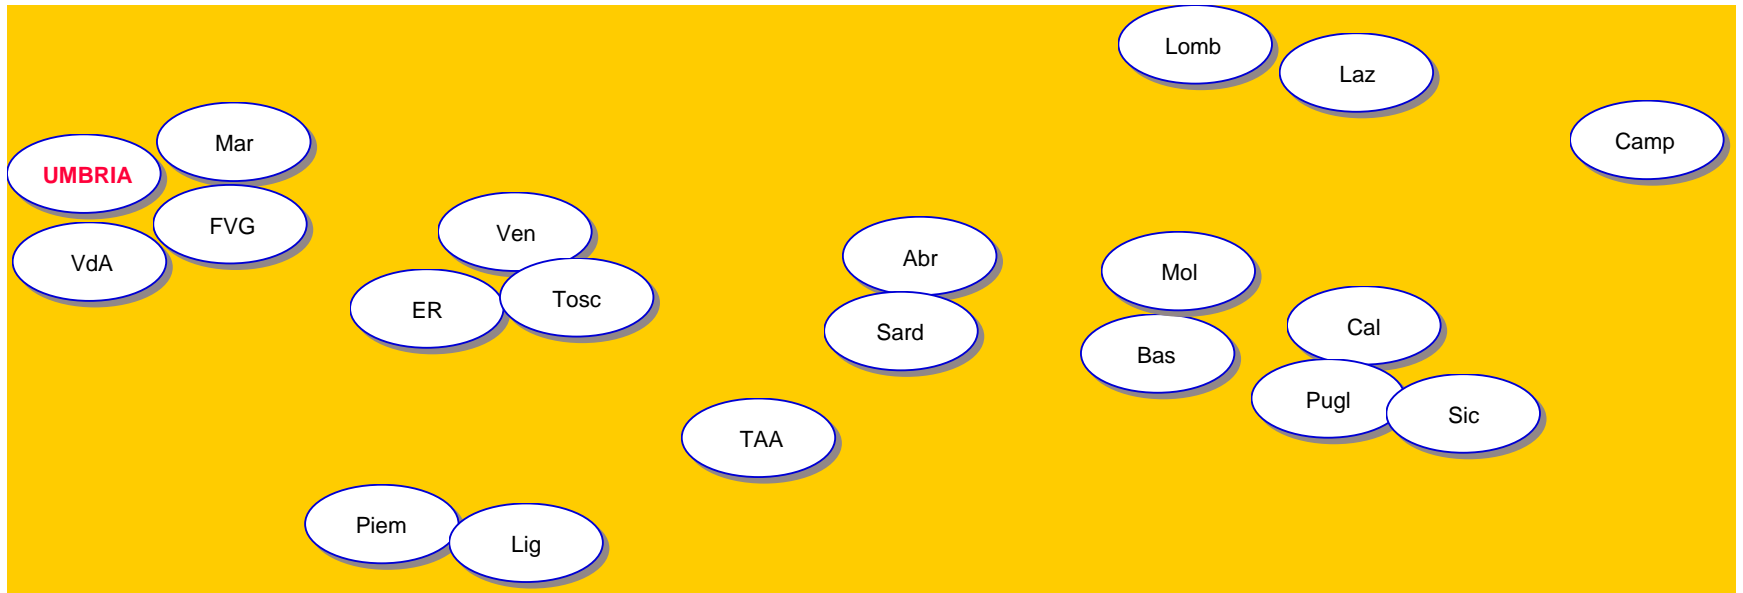 Lomb
Laz
Mar
Camp
UMBRIA
FVG
Ven
VdA
Abr
Mol
Tosc
ER
Cal
Sard
Bas
Pugl
Sic
TAA
Piem
Lig